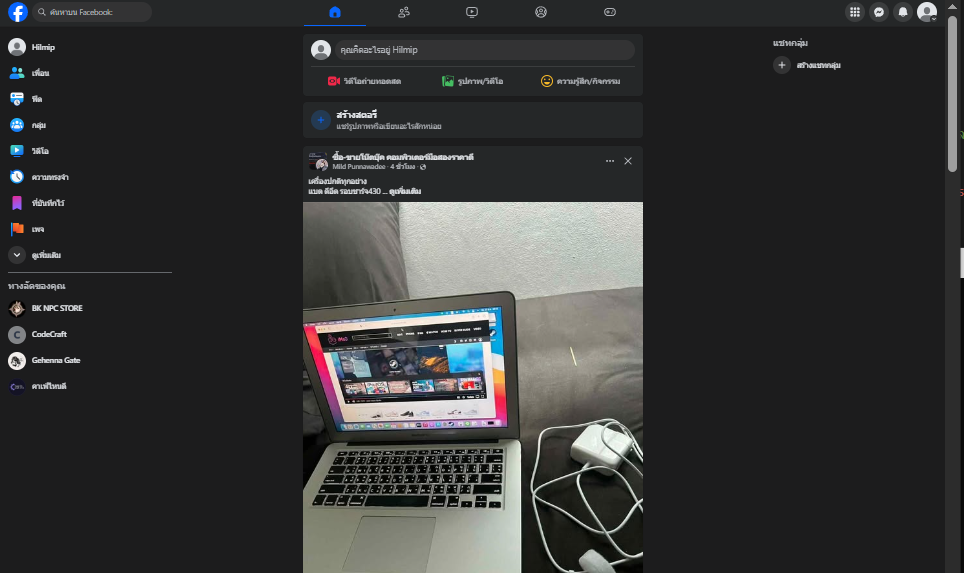 ค้นหาบน Facebook
Hilmip
เพื่อน
ฟีด
กลุ่ม
วิดีโอ
ความทรงจำ
ที่บันทึกไว้
เพจ
ดูเพิ่มเติม
ทางลัดของคุณ
BK NPC STORE
CodeCraft
Gehenna Gate
คาเฟ่ไหนดี
คุณคิดอะไรอยู่ Hilmip
วิดีโอถ่ายทอดสด
รูปภาพ/วิดีโอ
ความรู้สึก/กิจกรรม
สร้างสตอรี่
แชร์รูปภาพหรือเขียนอะไรสักหน่อย
ซื้อ-ขายโน๊ตบุ๊ค คอมพิวเตอร์มือสองราคาดี
Mild Punnawadee · 4 ชั่วโมง ·
เครื่องปกติทุกอย่าง
แบต ดีอึด รอบชาร์จ430 ... ดูเพิ่มเติม
แชทกลุ่ม
สร้างแชทกลุ่ม